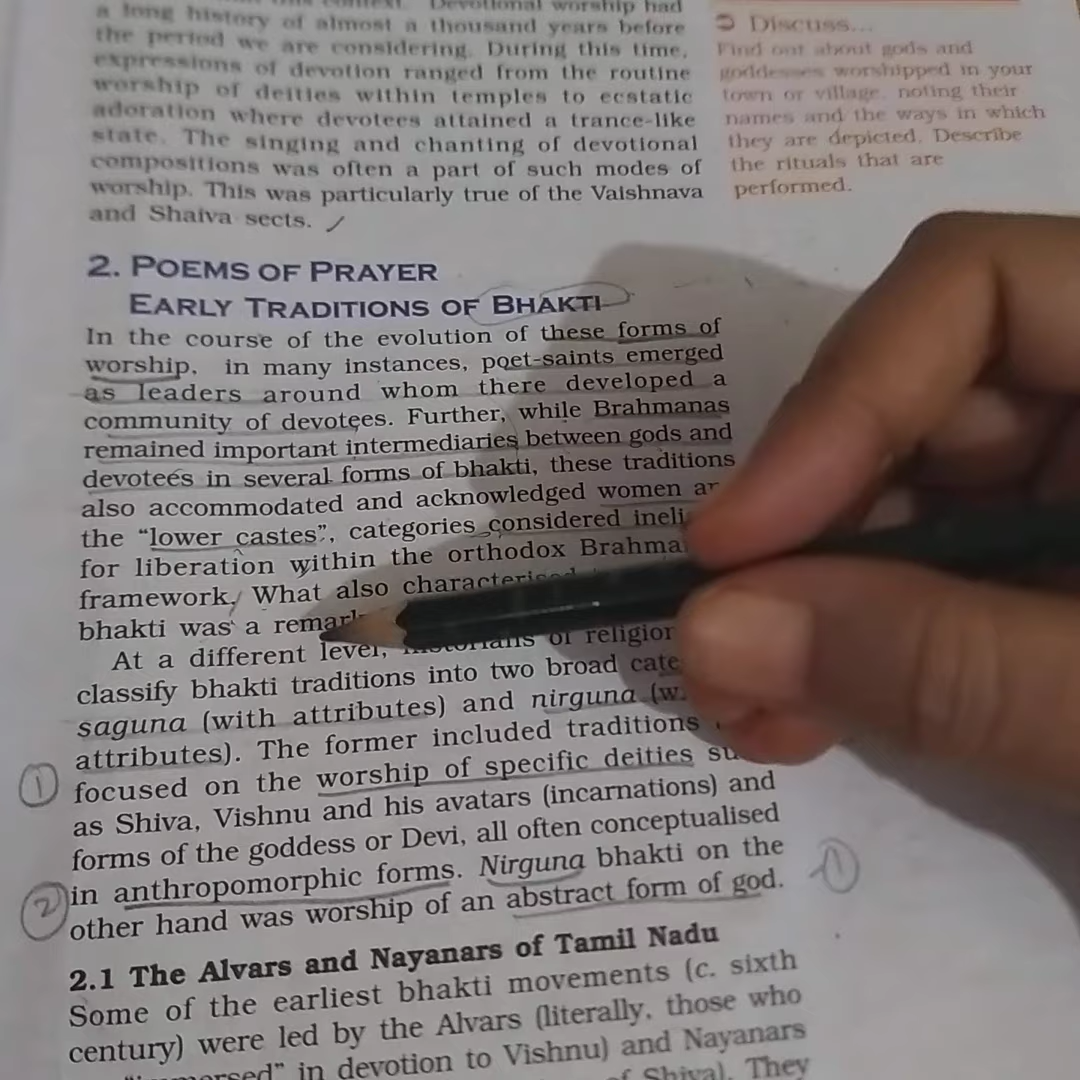 a long history of almost a thousand years before
the period we are considering. During this time,
expressions of devotion ranged from the routine
worship of deities within temples to ecstatic
adoration where devotees attained a trance-like
state. The singing and chanting of devotional
compositions was often a part of such modes of
worship. This was particularly true of the Vaishnava
and Shaiva sects.
Discuss...
Find out about gods and
goddesses worshipped in your
town or village, noting their
names and the ways in which
they are depicted. Describe
the rituals that are
performed.
2. POEMS OF PRAYER
EARLY TRADITIONS OF BHAKTI
In the course of the evolution of these forms of
worship, in many instances, poet-saints emerged
as leaders around whom there developed a
community of devotees. Further, while Brahmanas
remained important intermediaries between gods and
devotees in several forms of bhakti, these traditions
also accommodated and acknowledged women
the "lower castes", categories considered
for liberation within the orthodox
framework. What also
bhakti was a
At a different level, of
classify bhakti traditions into two broad
saguna (with attributes) and nirguna
attributes). The former included traditions
focused on the worship of specific deities
as Shiva, Vishnu and his avatars (incarnations) and
forms of the goddess or Devi, all often conceptualised
in anthropomorphic forms. Nirguna bhakti on the
other hand was worship of an abstract form of god.
1
2
1
2.1 The Alvars and Nayanars of Tamil Nadu
Some of the earliest bhakti movements (c. sixth
century) were led by the Alvars (literally, those who
in devotion to Vishnu) and Nayanars
of Shiva). They